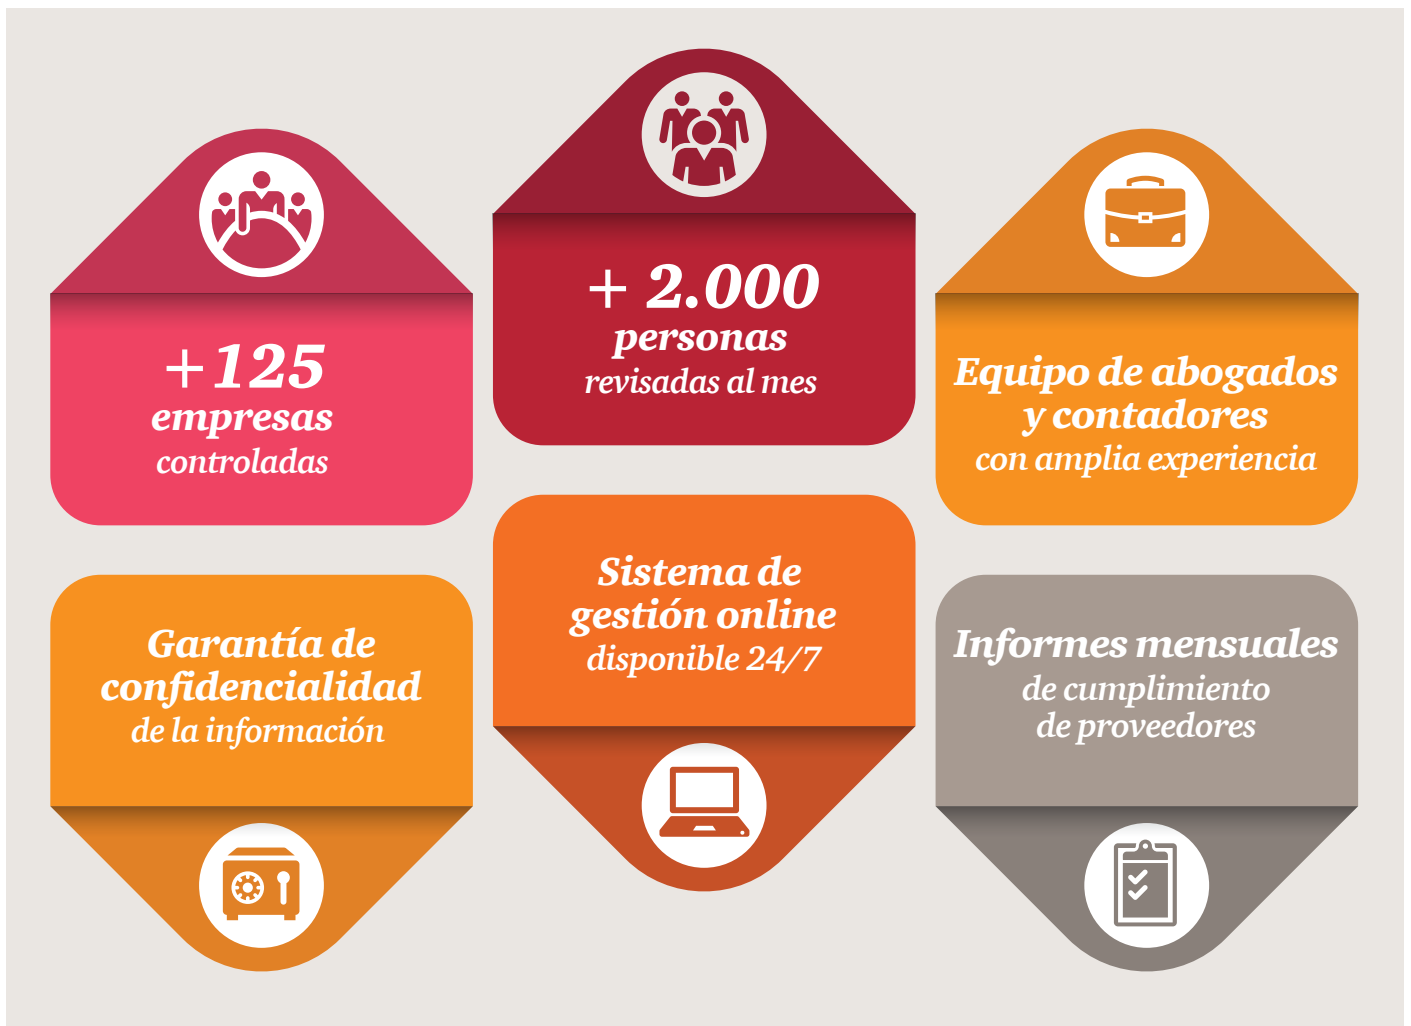 +125
empresas
controladas
+ 2.000
personas
revisadas al mes
Equipo de abogados
y contadores
con amplia experiencia
Garantía de
confidencialidad
de la información
Sistema de
gestión online
disponible 24/7
Informes mensuales
de cumplimiento
de proveedores